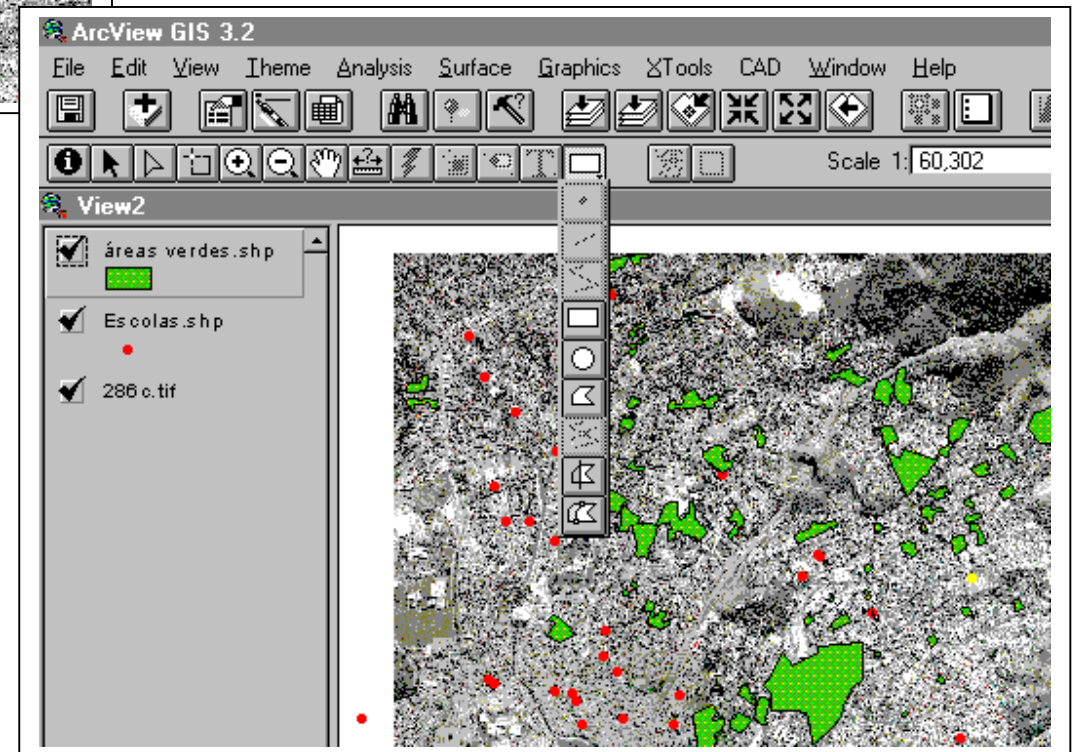 ArcView GIS 3.2
File Edit View Theme Analysis Surface Graphics XTools CAD Window Help
Scale 1: 60,302
View2
áreas verdes.shp
Escolas.shp
286c.tif